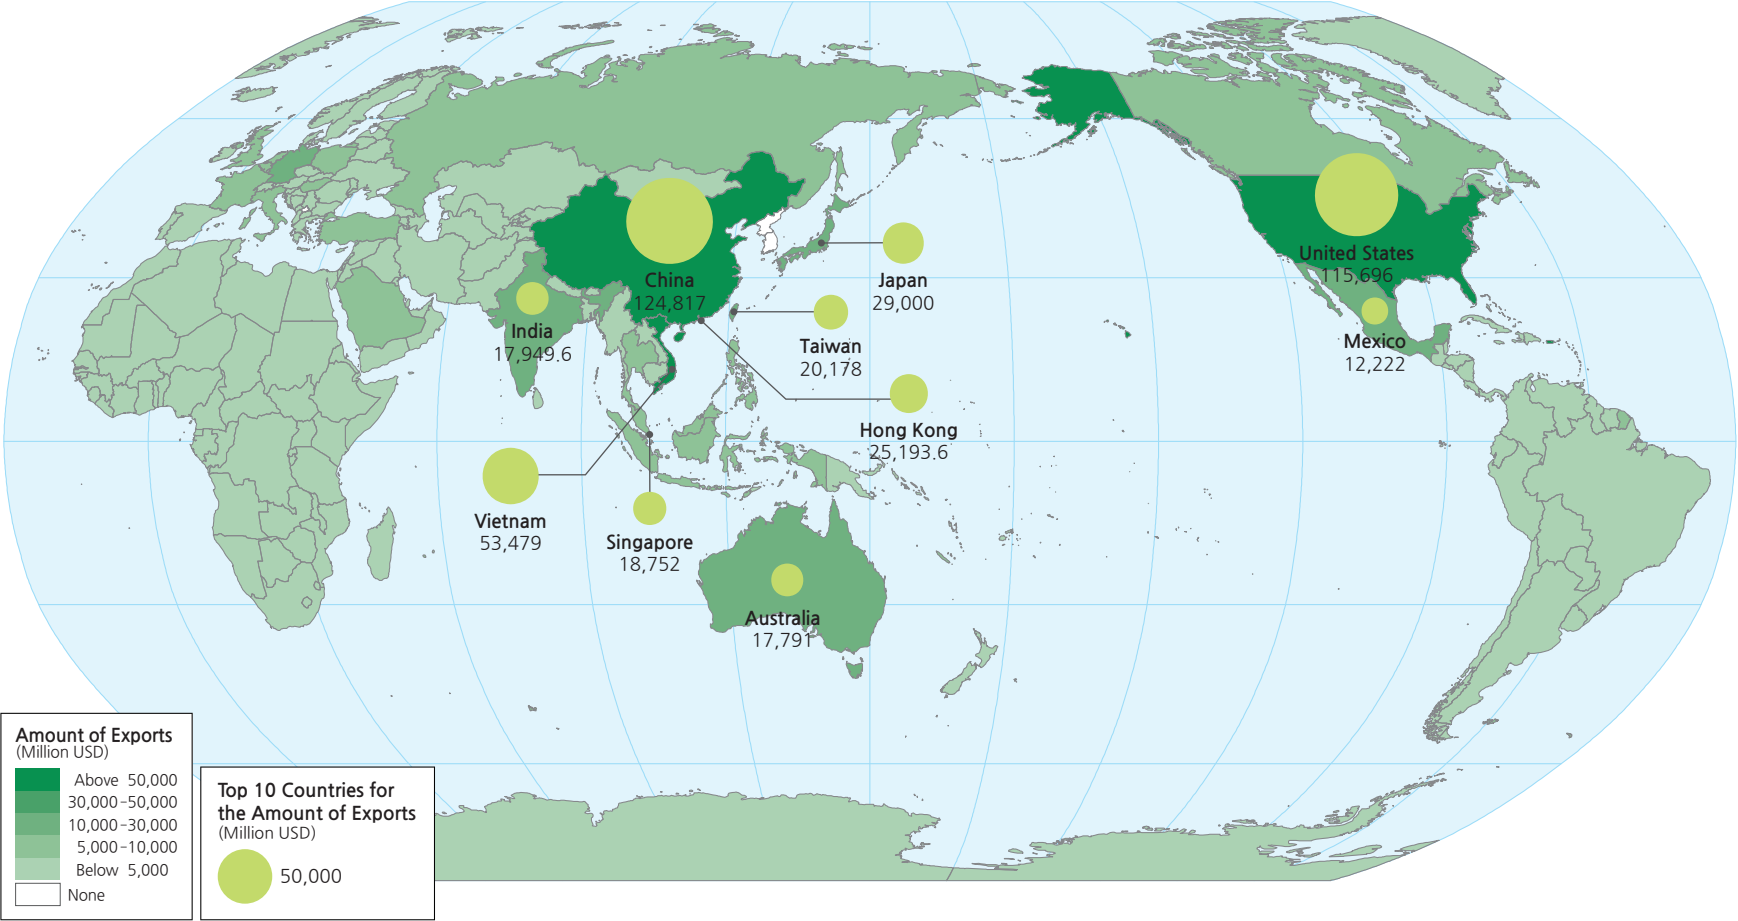 China
124,817
Japan
29,000
United States
115,696
India
17,949.6
Taiwan
20,178
Mexico
12,222
Hong Kong
25,193.6
Vietnam
53,479
Singapore
18,752
Australia
17,791
Amount of Exports
(Million USD)
Above 50,000
30,000-50,000
10,000-30,000
5,000-10,000
Below 5,000
None
Top 10 Countries for
the Amount of Exports
(Million USD)
50,000